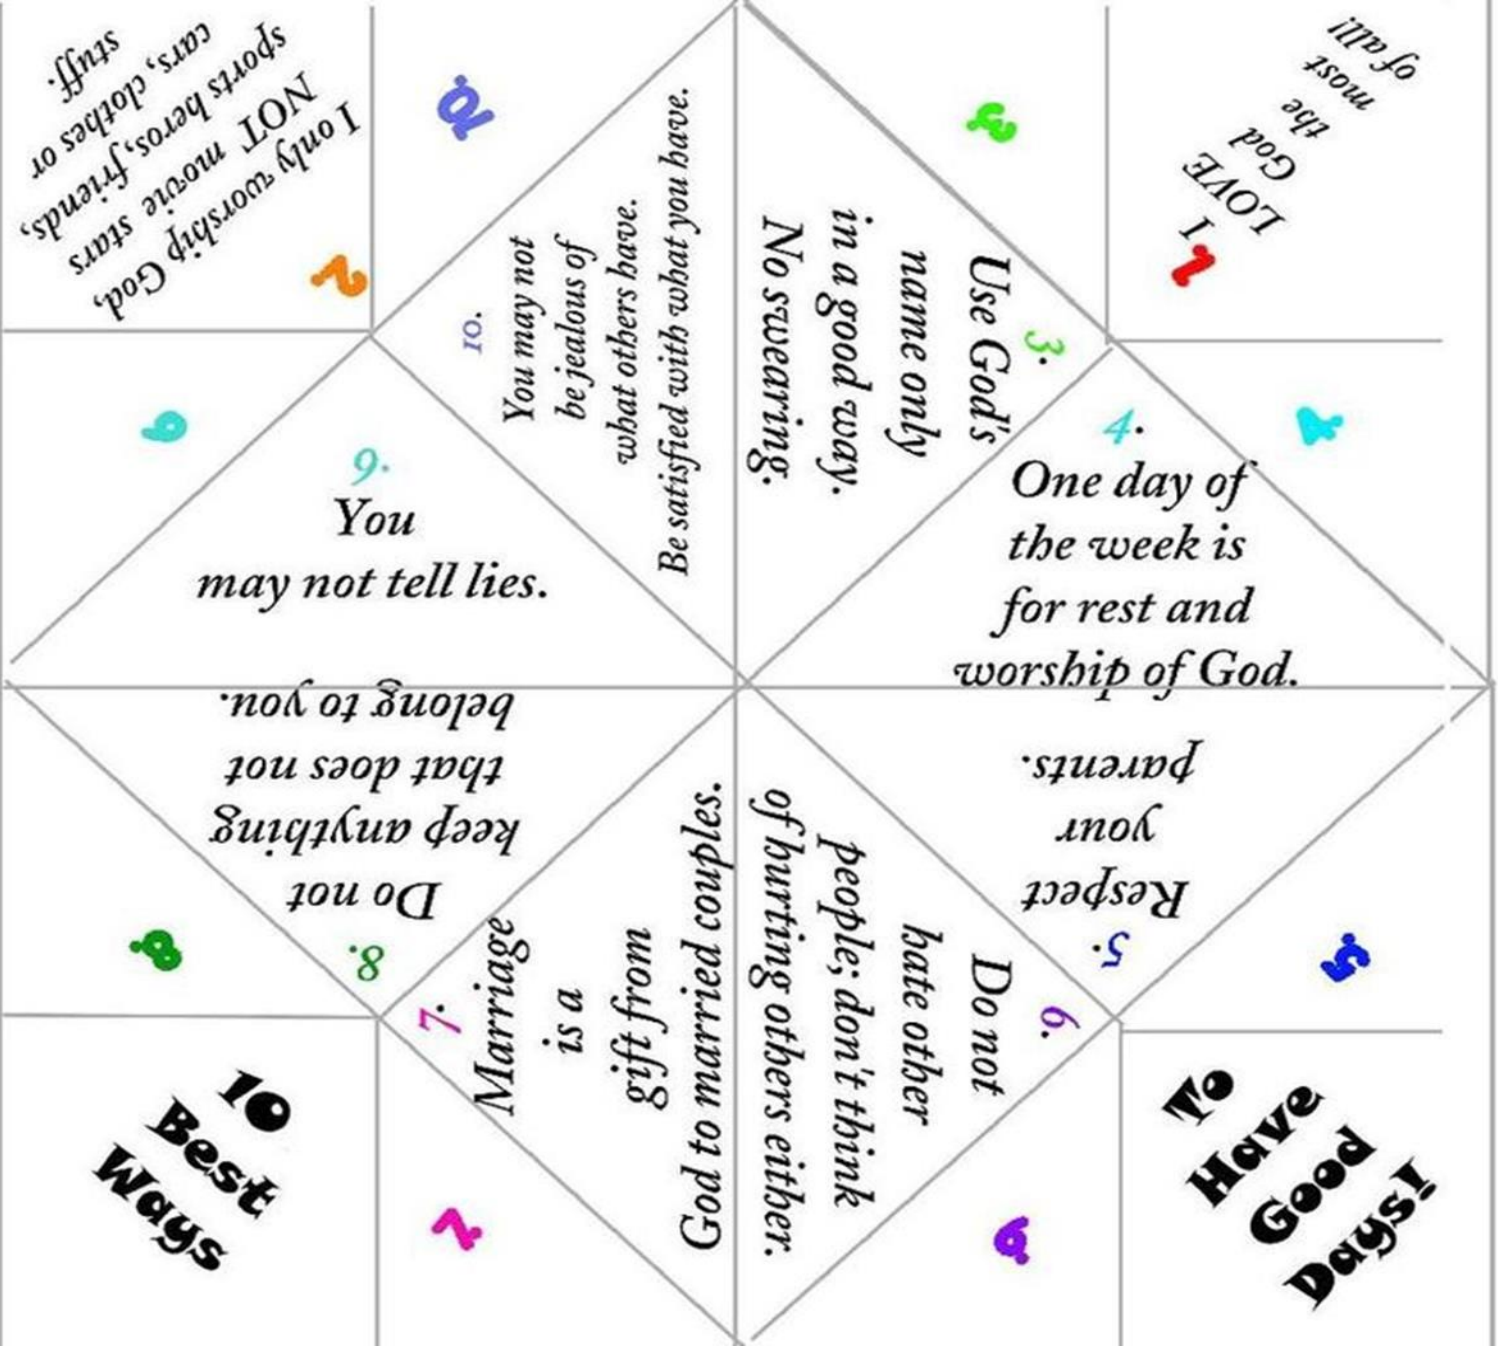 I only worship God,
NOT movie stars
sports heros, friends,
cars, clothes or
stuff.
2
10
3
I
LOVE
God
the
most
of all!!
1
10.
You may not
be jealous of
what others have.
Be satisfied with what you have.
3.
Use God's
name only
in a good way.
No swearing.
9
9.
You
may not tell lies.
4.
One day of
the week is
for rest and
worship of God.
4
8.
Do not
keep anything
that does not
belong to you.
8
7.
Marriage
is a
gift from
God to married couples.
7
6.
Do not
hate other
people; don't think
of hurting others either.
6
5.
Respect
your
parents.
5
10
Best
Ways
To
Have
Good
Days!